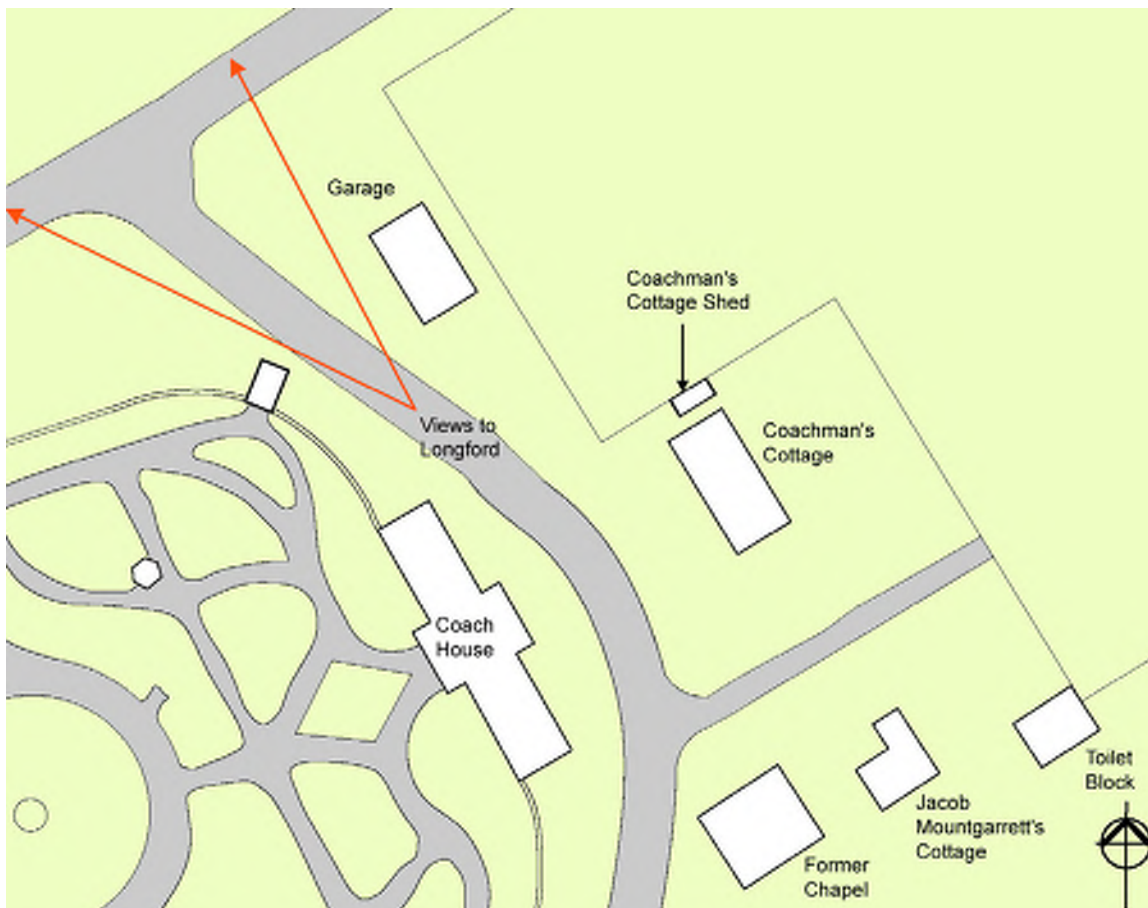 Garage
Coachman's
Cottage Shed
Views to
Longford
Coachman's
Cottage
Coach
House
Toilet
Block
Jacob
Mountgarrett's
Cottage
Former
Chapel